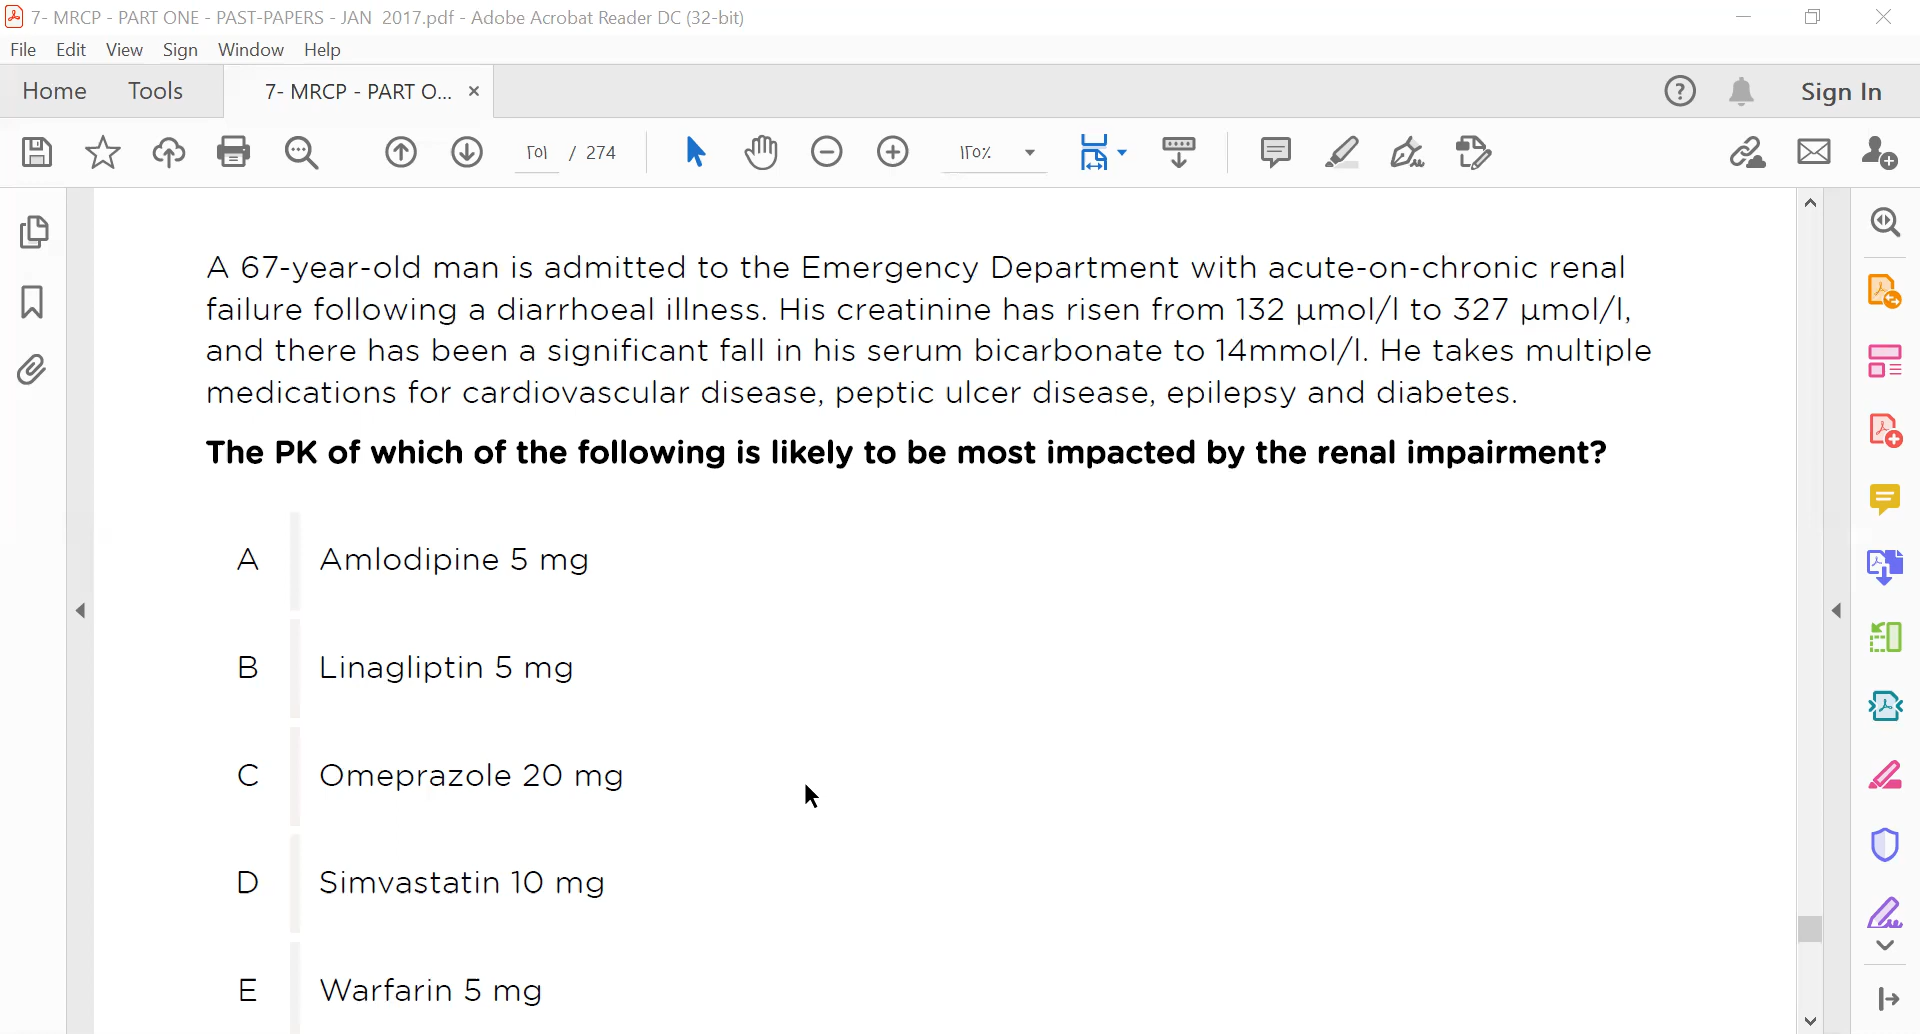 7- MRCP - PART ONE - PAST-PAPERS - JAN 2017.pdf - Adobe Acrobat Reader DC (32-bit)
File Edit View Sign Window Help
Home Tools 7- MRCP - PART O... × Sign In
٢٥١ / 274 ١٢٥٪
A 67-year-old man is admitted to the Emergency Department with acute-on-chronic renal
failure following a diarrhoeal illness. His creatinine has risen from 132 µmol/l to 327 µmol/l,
and there has been a significant fall in his serum bicarbonate to 14mmol/l. He takes multiple
medications for cardiovascular disease, peptic ulcer disease, epilepsy and diabetes.
The PK of which of the following is likely to be most impacted by the renal impairment?
A Amlodipine 5 mg
B Linagliptin 5 mg
C Omeprazole 20 mg
D Simvastatin 10 mg
E Warfarin 5 mg